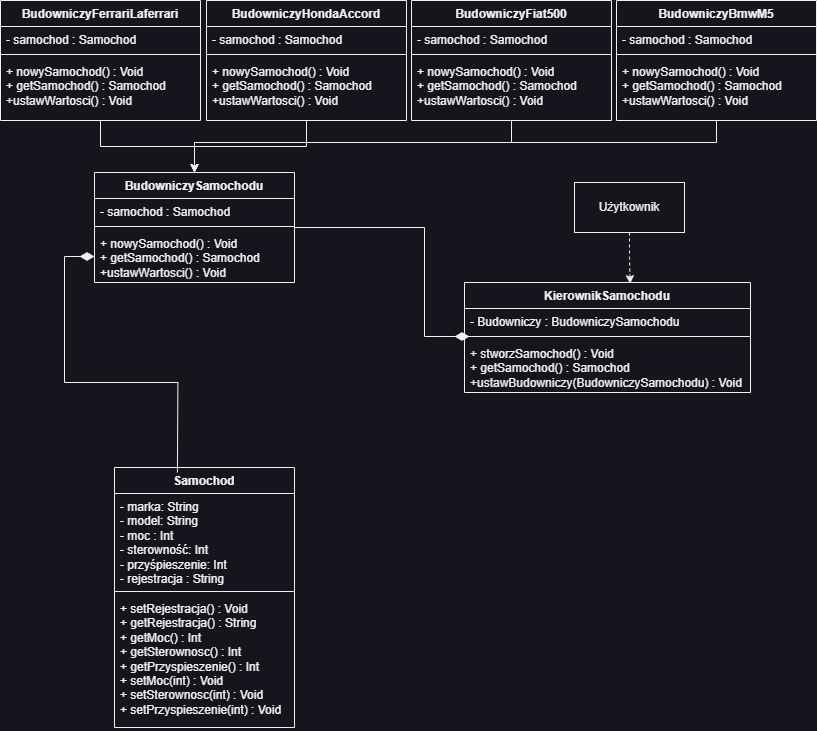 BudowniczyFerrariLaferrari
- samochod : Samochod
+ nowySamochod() : Void
+ getSamochod() : Samochod
+ustawWartosci() : Void
BudowniczyHondaAccord
- samochod : Samochod
+ nowySamochod() : Void
+ getSamochod() : Samochod
+ustawWartosci() : Void
BudowniczyFiat500
- samochod : Samochod
+ nowySamochod() : Void
+ getSamochod() : Samochod
+ustawWartosci() : Void
BudowniczyBmwM5
- samochod : Samochod
+ nowySamochod() : Void
+ getSamochod() : Samochod
+ustawWartosci() : Void
BudowniczySamochodu
- samochod : Samochod
+ nowySamochod() : Void
+ getSamochod() : Samochod
+ustawWartosci() : Void
Użytkownik
KierownikSamochodu
- Budowniczy : BudowniczySamochodu
+ stworzSamochod() : Void
+ getSamochod() : Samochod
+ustawBudowniczy(BudowniczySamochodu) : Void
Samochod
- marka: String
- model: String
- moc : Int
- sterowność: Int
- przyśpieszenie: Int
- rejestracja : String
+ setRejestracja() : Void
+ getRejestracja() : String
+ getMoc() : Int
+ getSterownosc() : Int
+ getPrzyspieszenie() : Int
+ setMoc(int) : Void
+ setSterownosc(int) : Void
+ setPrzyspieszenie(int) : Void